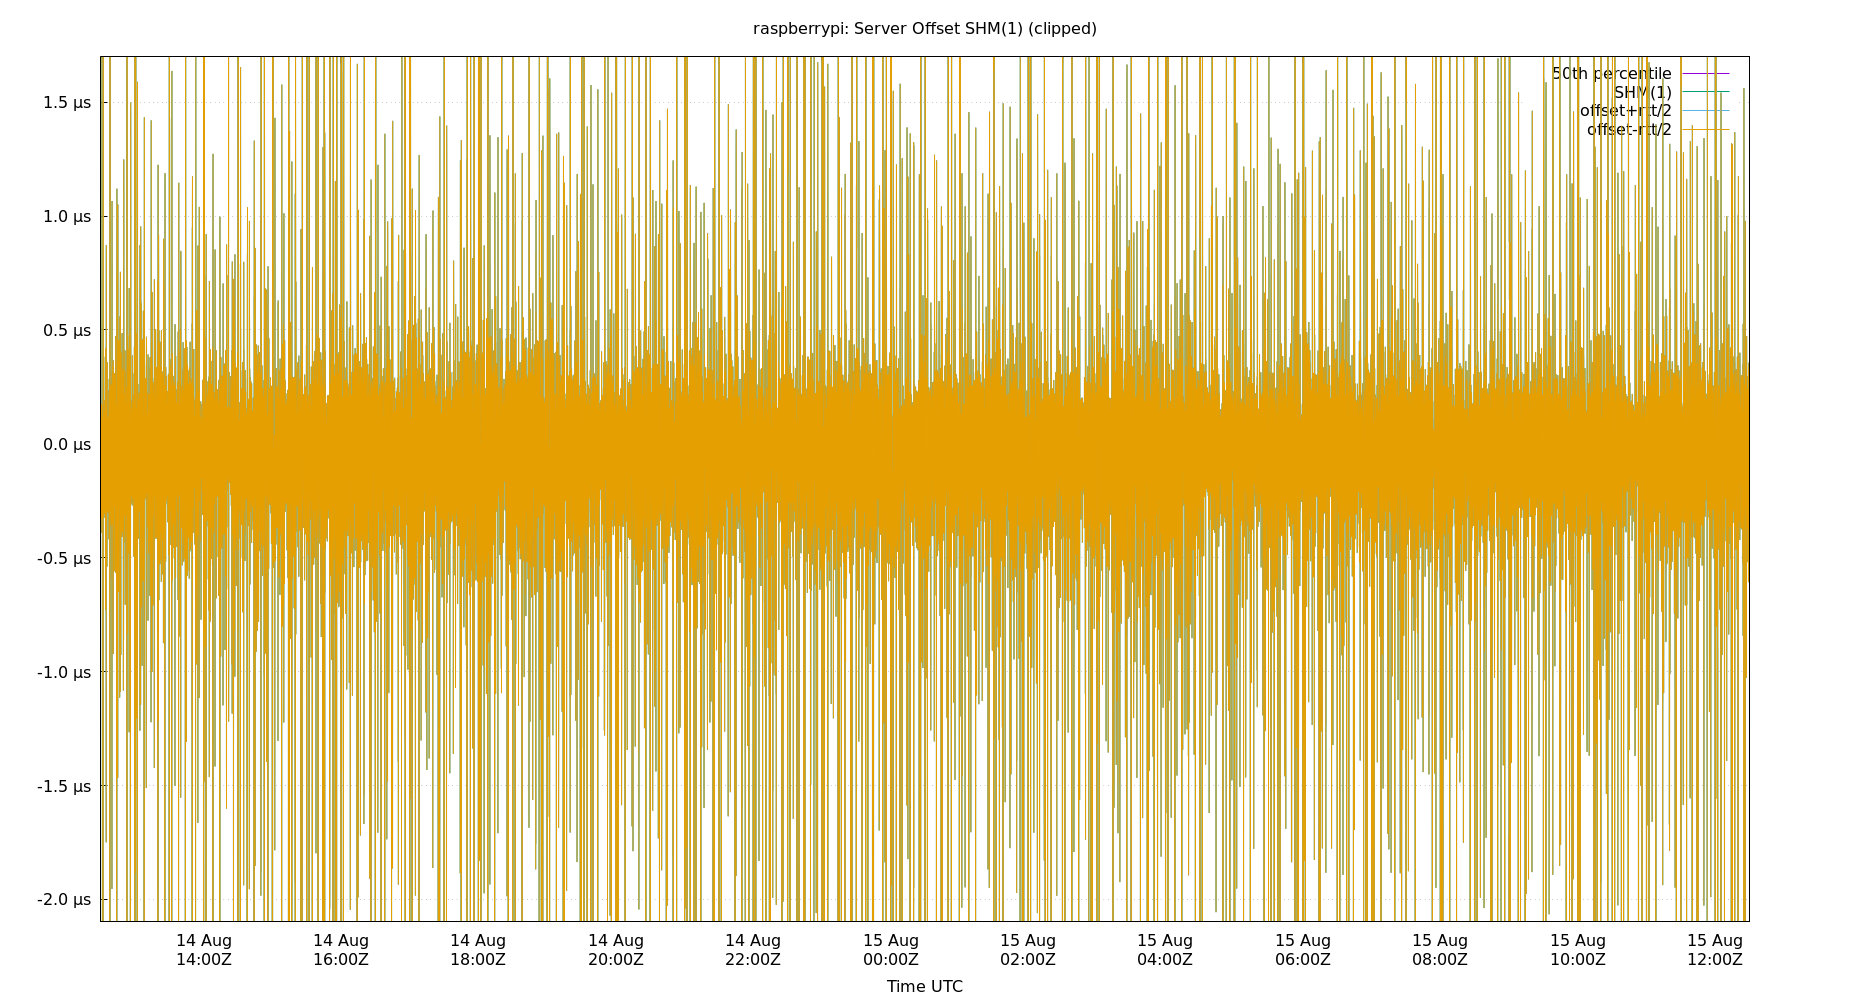 raspberrypi: Server Offset SHM(1) (clipped)
50th percentile
SHM(1)
offset+rtt/2
offset-rtt/2
1.5 µs
1.0 µs
0.5 µs
0.0 µs
-0.5 µs
-1.0 µs
-1.5 µs
-2.0 µs
14 Aug 14 Aug 14 Aug 14 Aug 14 Aug 15 Aug 15 Aug 15 Aug 15 Aug 15 Aug 15 Aug 15 Aug
14:00Z 16:00Z 18:00Z 20:00Z 22:00Z 00:00Z 02:00Z 04:00Z 06:00Z 08:00Z 10:00Z 12:00Z
Time UTC